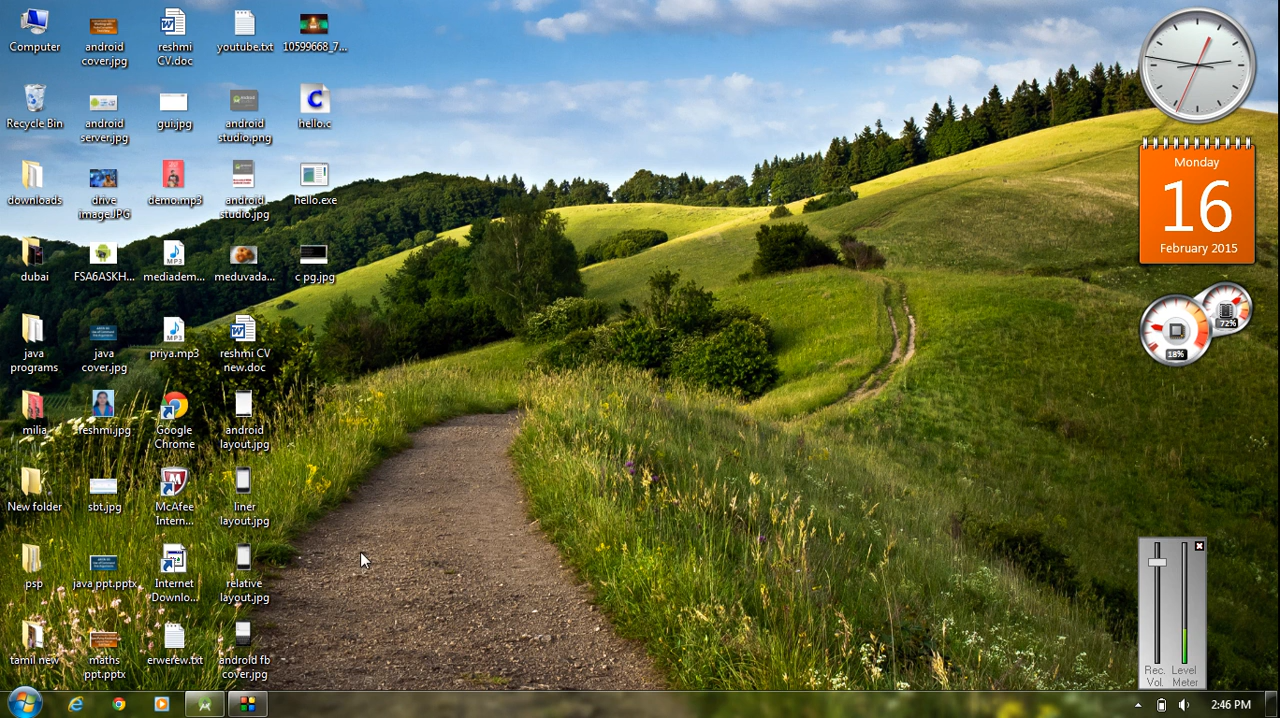 Computer
android
cover.jpg
reshmi
CV.doc
youtube.txt
10599668_7...
Recycle Bin
android
server.jpg
gui.jpg
android
studio.png
hello.c
downloads
drive
image.JPG
demo.mp3
android
studio.jpg
hello.exe
dubai
FSA6ASKH...
mediadem...
meduvada...
c pg.jpg
java
programs
java
cover.jpg
priya.mp3
reshmi CV
new.doc
milia
reshmi.jpg
Google
Chrome
android
layout.jpg
New folder
sbt.jpg
McAfee
Intern...
liner
layout.jpg
psp
java ppt.pptx
Internet
Downlo...
relative
layout.jpg
tamil new
maths
ppt.pptx
erwerew.txt
android fb
cover.jpg
Monday
16
February 2015
72%
18%
Rec. Level
Vol. Meter
2:46 PM